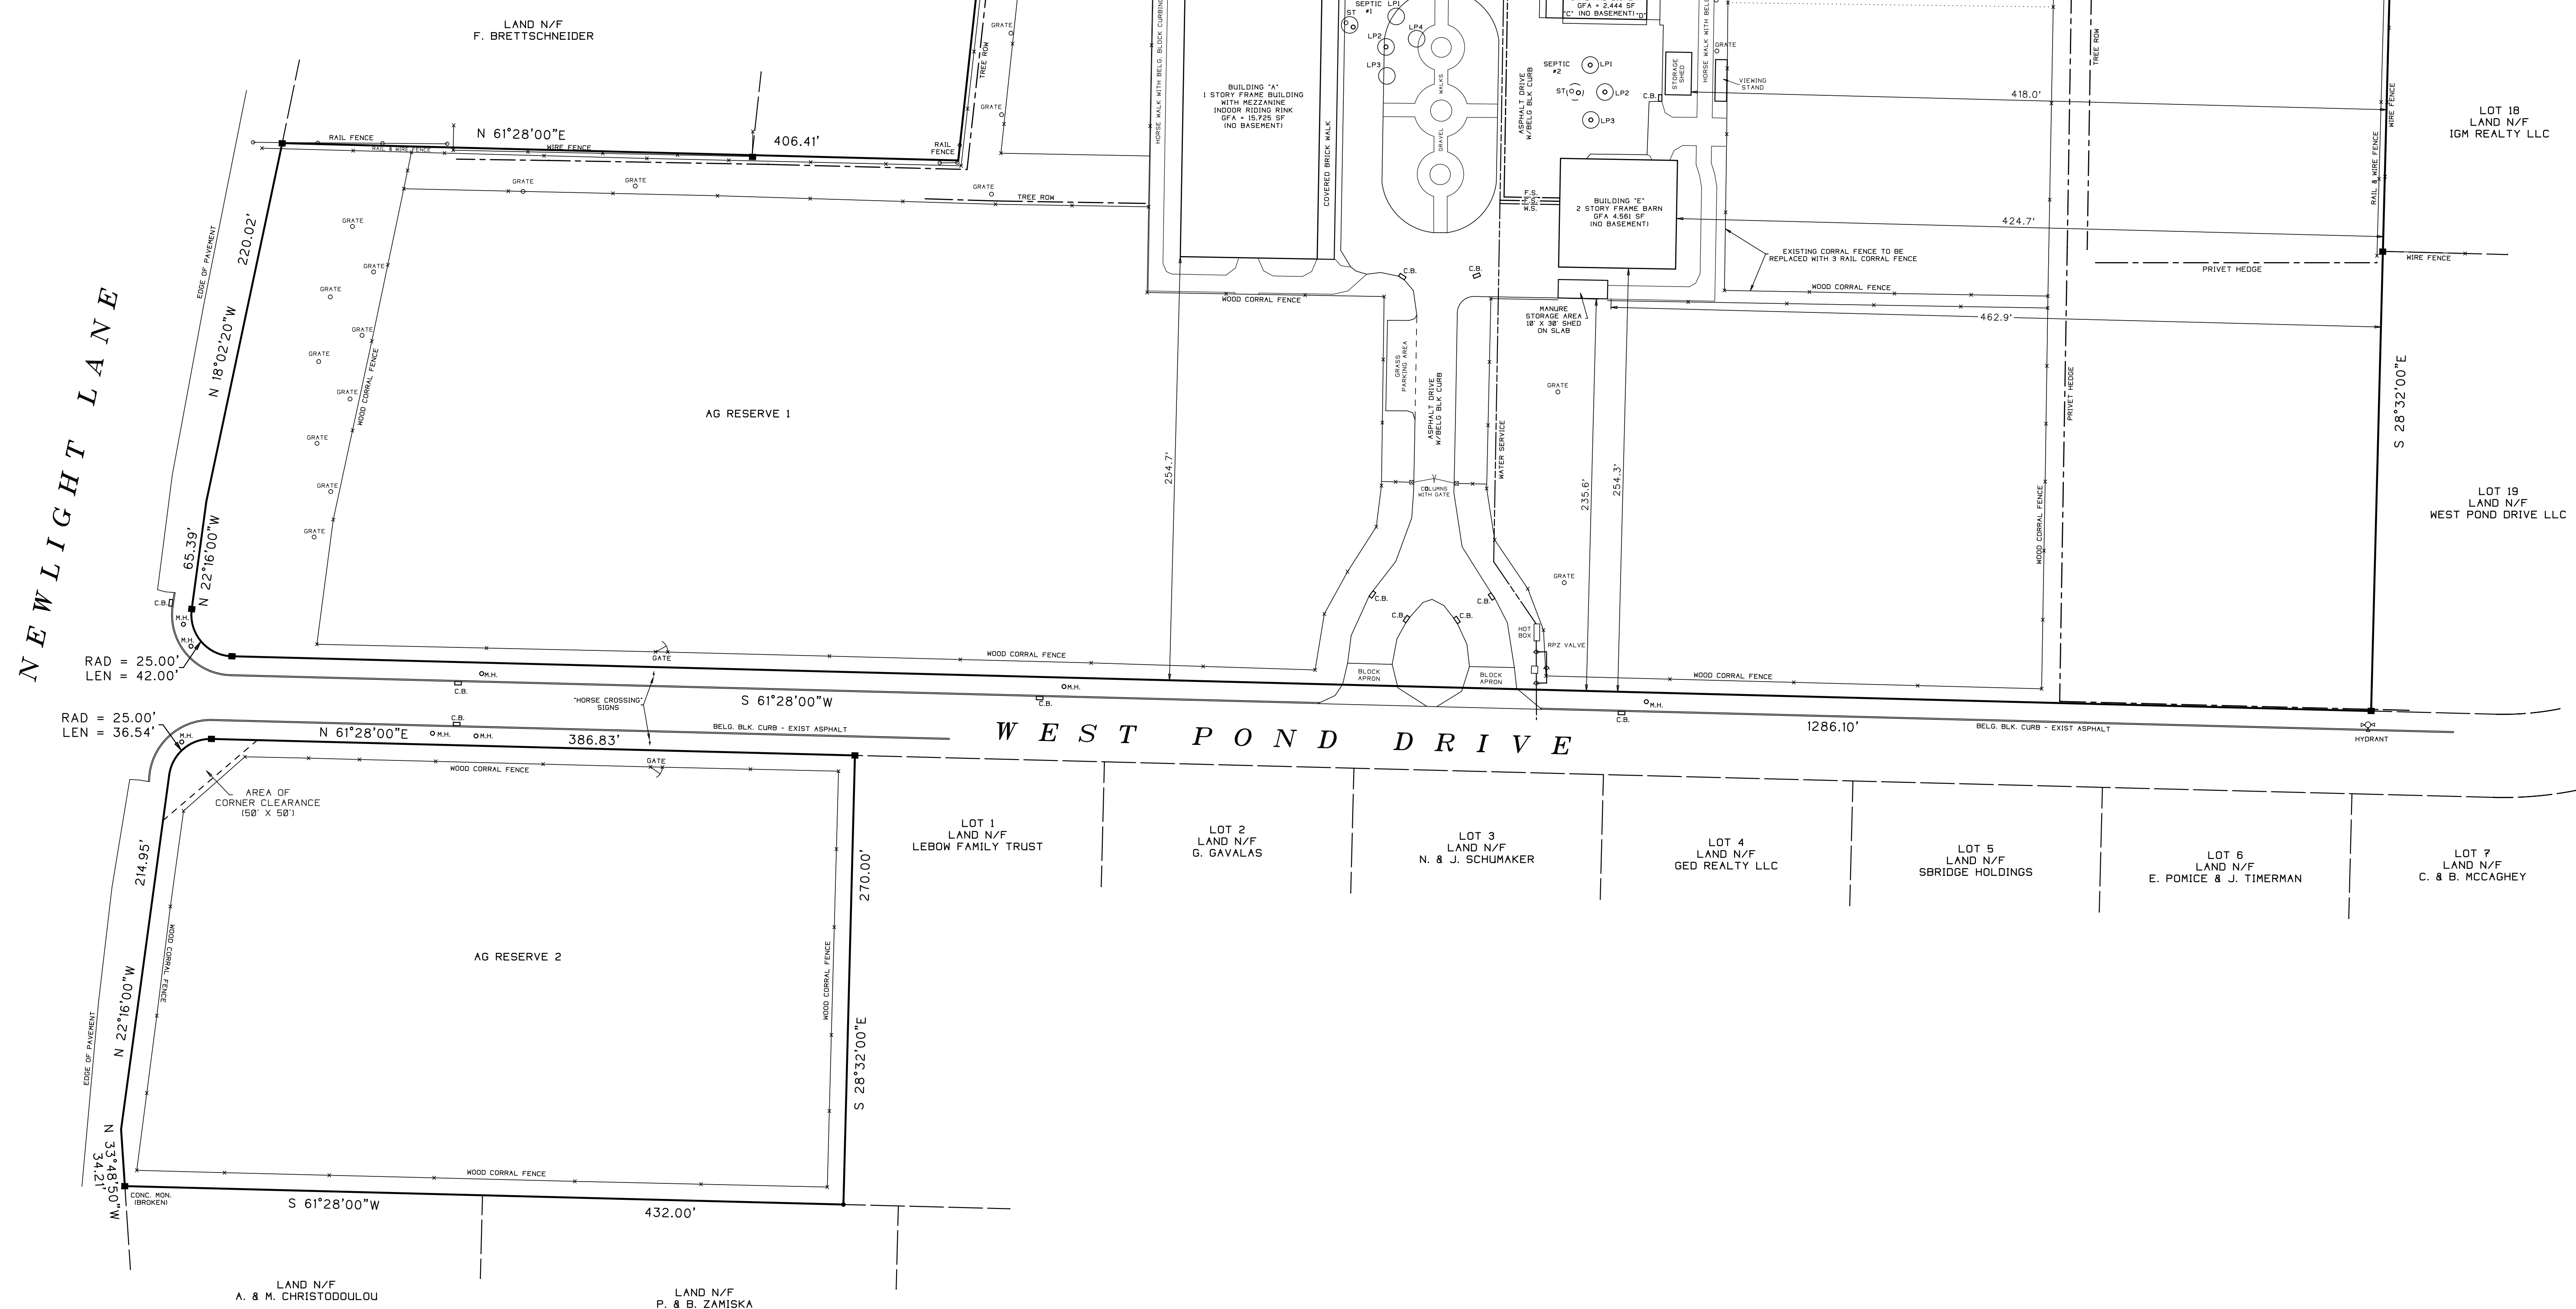 LAND N/F
F. BRETTSCHNEIDER
GRATE
TREE ROW
GRATE
HORSE WALK WITH BELG. BLOCK CURBING
BUILDING "A"
1 STORY FRAME BUILDING
WITH MEZZANINE
INDOOR RIDING RINK
GFA = 15,725 SF
(NO BASEMENT)
COVERED BRICK WALK
SEPTIC
#1
LP1
ST
LP4
LP2
LP3
WALKS
GRAVEL
ASPHALT DRIVE
W/BELG BLK CURB
GFA = 2,444 SF
"C" (NO BASEMENT) "D"
SEPTIC
#2
LP1
ST
LP2
LP3
STORAGE
SHED
C.B.
HORSE WALK WITH BELG
GRATE
VIEWING
STAND
418.0'
TREE ROW
WIRE FENCE
RAIL & WIRE FENCE
LOT 18
LAND N/F
IGM REALTY LLC
RAIL FENCE
N 61°28'00"E
406.41'
RAIL & WIRE FENCE
WIRE FENCE
RAIL
FENCE
GRATE
GRATE
GRATE
TREE ROW
F.S.
F.S.
W.S.
BUILDING "E"
2 STORY FRAME BARN
GFA 4,561 SF
(NO BASEMENT)
424.7'
EXISTING CORRAL FENCE TO BE
REPLACED WITH 3 RAIL CORRAL FENCE
PRIVET HEDGE
WIRE FENCE
220.02'
EDGE OF PAVEMENT
N 18°02'20"W
GRATE
GRATE
GRATE
GRATE
GRATE
GRATE
GRATE
GRATE
GRATE
WOOD CORRAL FENCE
C.B.
C.B.
WOOD CORRAL FENCE
WOOD CORRAL FENCE
MANURE
STORAGE AREA
10' X 30' SHED
ON SLAB
462.9'
NEWLIGHT LANE
AG RESERVE 1
GRASS
PARKING AREA
ASPHALT DRIVE
W/BELG BLK CURB
GRATE
PRIVET HEDGE
S 28°32'00"E
254.7'
WATER SERVICE
COLUMNS
WITH GATE
235.6'
254.3'
WOOD CORRAL FENCE
LOT 19
LAND N/F
WEST POND DRIVE LLC
65.39'
N 22°16'00"W
C.B.
M.H.
M.H.
RAD = 25.00'
LEN = 42.00'
GRATE
C.B.
C.B.
C.B.
C.B.
HOT
BOX
RPZ VALVE
GATE
WOOD CORRAL FENCE
BLOCK
APRON
BLOCK
APRON
WOOD CORRAL FENCE
M.H.
C.B.
"HORSE CROSSING"
SIGNS
S 61°28'00"W
M.H.
C.B.
M.H.
C.B.
1286.10'
BELG. BLK. CURB - EXIST ASPHALT
HYDRANT
RAD = 25.00'
LEN = 36.54'
M.H.
C.B.
N 61°28'00"E
M.H.
M.H.
386.83'
BELG. BLK. CURB - EXIST ASPHALT
WEST POND DRIVE
WOOD CORRAL FENCE
GATE
AREA OF
CORNER CLEARANCE
(50' X 50')
LOT 1
LAND N/F
LEBOW FAMILY TRUST
LOT 2
LAND N/F
G. GAVALAS
LOT 3
LAND N/F
N. & J. SCHUMAKER
LOT 4
LAND N/F
GED REALTY LLC
LOT 5
LAND N/F
SBRIDGE HOLDINGS
LOT 6
LAND N/F
E. POMICE & J. TIMERMAN
LOT 7
LAND N/F
C. & B. MCCAGHEY
214.95'
270.00'
WOOD CORRAL FENCE
AG RESERVE 2
WOOD CORRAL FENCE
N 22°16'00"W
EDGE OF PAVEMENT
S 28°32'00"E
N 33°48'50"W
34.21'
CONC. MON.
(BROKEN)
WOOD CORRAL FENCE
S 61°28'00"W
432.00'
LAND N/F
A. & M. CHRISTODOULOU
LAND N/F
P. & B. ZAMISKA